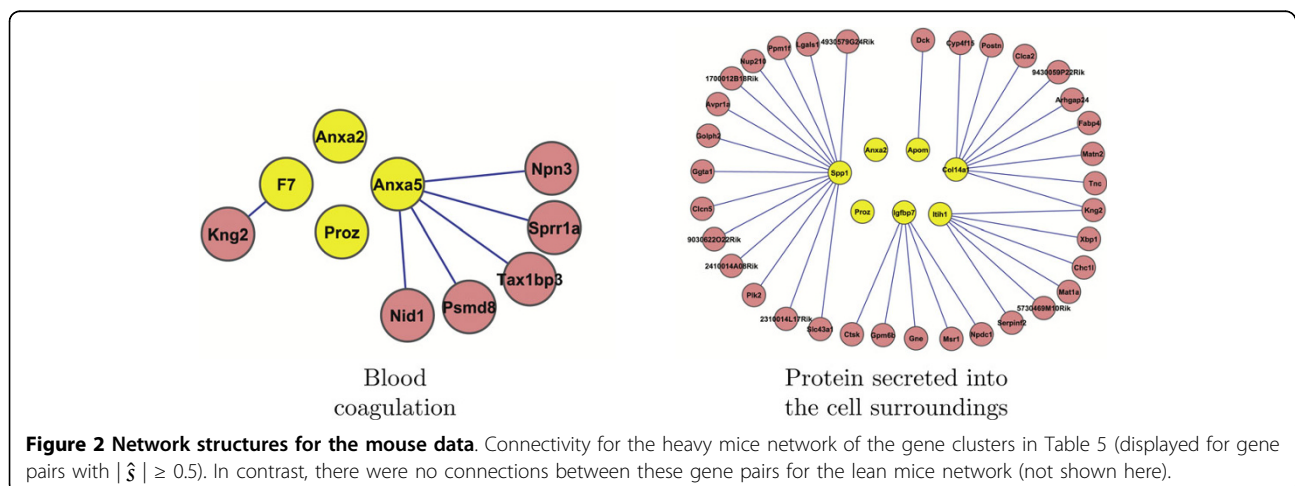 Anxa2
F7
Anxa5
Npn3
Kng2
Proz
Sprr1a
Tax1bp3
Psmd8
Nid1
Blood
coagulation
4930579G24Rik
Lgals1
Ppm1f
Nup210
1700012B18Rik
Avpr1a
Golph2
Ggta1
Clcn5
9030622O22Rik
2410014A08Rik
Plk2
2310014L17Rik
Slc43a1
Spp1
Anxa2
Apom
Col14a1
Proz
Igfbp7
Itih1
Dck
Cyp4f15
Postn
Clca2
9430059P22Rik
Arhgap24
Fabp4
Matn2
Tnc
Kng2
Xbp1
Chc1l
Mat1a
5730469M10Rik
Serpinf2
Npdc1
Msr1
Gne
Gpm6b
Ctsk
Protein secreted into
the cell surroundings
Figure 2 Network structures for the mouse data. Connectivity for the heavy mice network of the gene clusters in Table 5 (displayed for gene
pairs with | ŝ | ≥ 0.5). In contrast, there were no connections between these gene pairs for the lean mice network (not shown here).